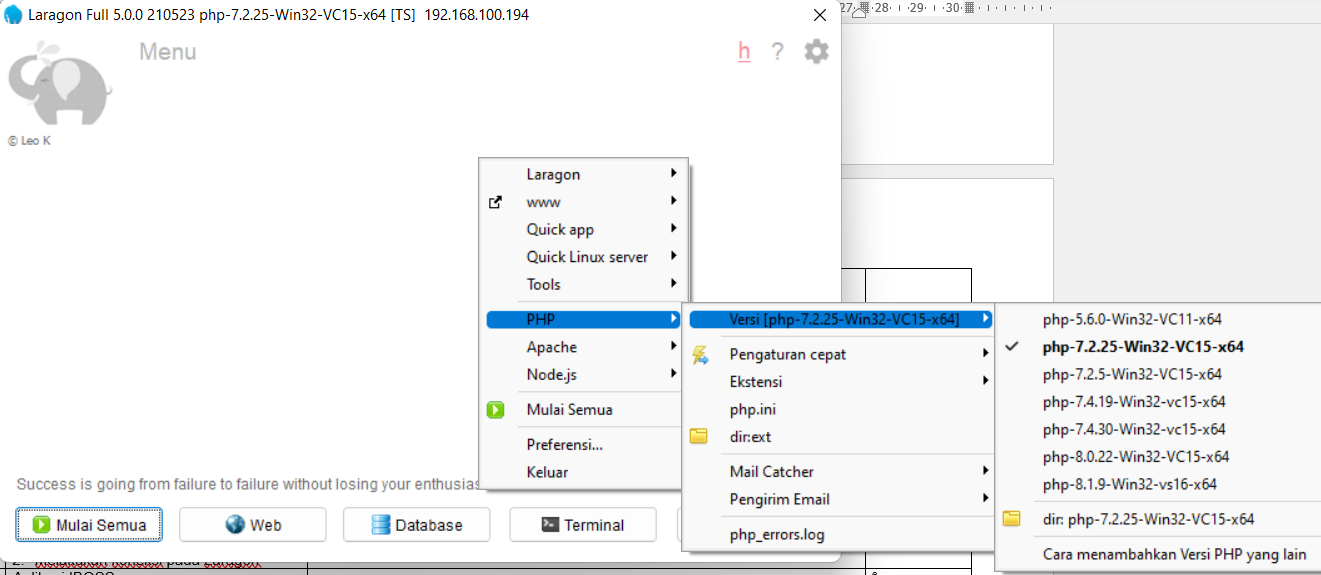 Laragon Full 5.0.0 210523 php-7.2.25-Win32-VC15-x64 [TS] 192.168.100.194
27 · 28 · 29 · 30
Menu
h ?
© Leo K
Laragon
www
Quick app
Quick Linux server
Tools
PHP
Apache
Node.js
Mulai Semua
Preferensi...
Keluar
Versi [php-7.2.25-Win32-VC15-x64]
Pengaturan cepat
Ekstensi
php.ini
dir:ext
Mail Catcher
Pengirim Email
php_errors.log
php-5.6.0-Win32-VC11-x64
php-7.2.25-Win32-VC15-x64
php-7.2.5-Win32-VC15-x64
php-7.4.19-Win32-vc15-x64
php-7.4.30-Win32-vc15-x64
php-8.0.22-Win32-VC15-x64
php-8.1.9-Win32-vs16-x64
dir: php-7.2.25-Win32-VC15-x64
Cara menambahkan Versi PHP yang lain
Success is going from failure to failure without losing your enthusias
Mulai Semua
Web
Database
Terminal